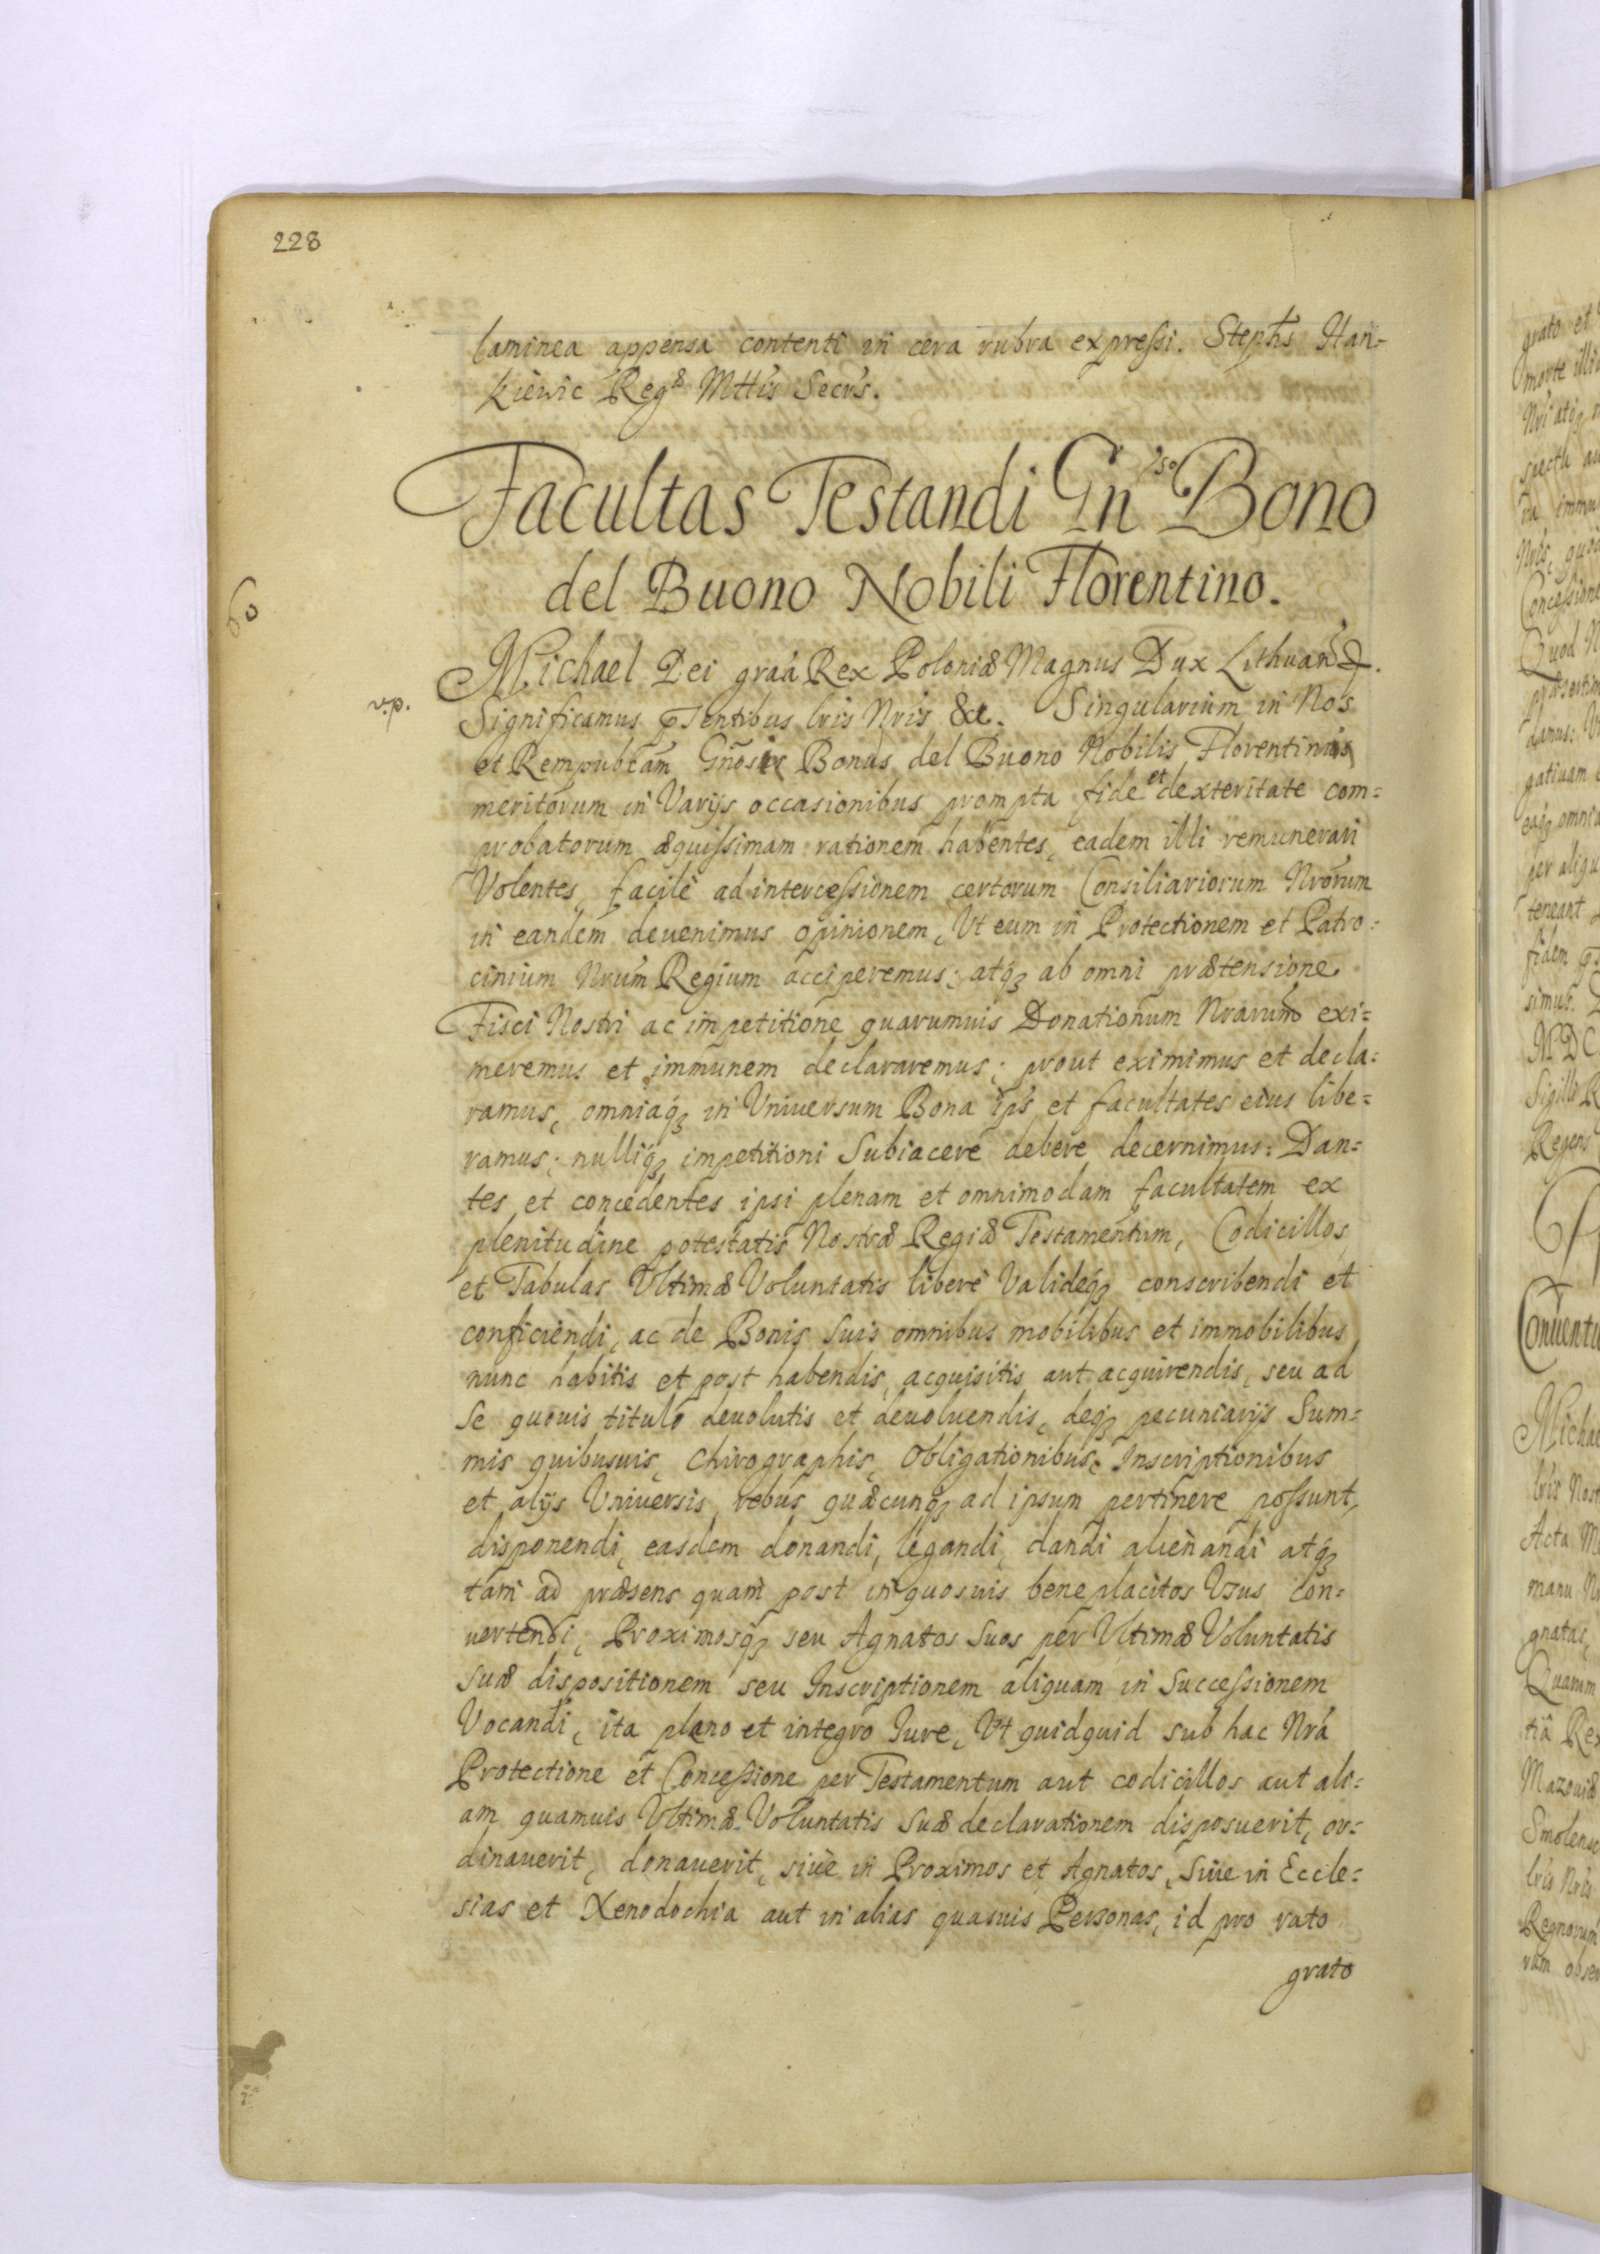 228
laminea appensa contenti in cera rubra expressi. Stephs Han=
kiewic Regæ Mttis Secrs.
Facultas Testandi Gnso Bono
del Buono Nobili Florentino.
60
Michael Dei graa Rex Poloniæ Magnus Dux Lithuan &.
v.p.
Significamus pntibus lris Nris &c. Singularium in Nos
et Rempubcam Gnosi Bonus del Buono Nobilis Florentinus
meritorum in Varijs occasionibus prompta fide et dexteritate com=
probatorum æquissimam rationem habentes, eadem illi remunerari
Volentes, facile ad intercessionem certorum Consiliariorum Nrorum
in eandem devenimus opinionem, Vt eum in Protectionem et Patro=
cinium Nrum Regium acciperemus; atq ab omni prætensione
Fisci Nostri ac impetitione quarumuis Donationum Nrarum exi=
meremus et immunem declararemus; prout eximimus et decla=
ramus, omniaq in Vniuersum Bona ips et facultates eius libe=
ramus; nulliq impetitioni Subiacere debere decernimus: Dan=
tes et concedentes ipsi plenam et omnimodam facultatem ex
plenitudine potestatis Nostræ Regiæ Testamentum, Codicillos,
et Tabulas Vltimæ Voluntatis libere Valideq conscribendi et
conficiendi, ac de Bonis Suis omnibus mobilibus et immobilibus
nunc habitis et post habendis, acquisitis aut acquirendis, seu ad
Se quouis titulo deuolutis et deuoluendis, deq pecuniarijs Sum=
mis quibusuis, Chirographis, Obligationibus, Inscriptionibus
et alijs Vniuersis rebus quæcunq ad ipsum pertinere possunt,
disponendi, easdem donandi, legandi, dandi alienandi atq
tam ad præsens quam post in quosuis beneplacitos Vsus con=
uertendi, Proximosq seu Agnatos Suos per Vltimæ Voluntatis
suæ dispositionem seu Inscriptionem aliquam in Successionem
Vocandi, ita plano et integro Iure, Vt quidquid sub hac Nra
Protectione et Concessione per Testamentum aut codicillos aut ali=
am quamuis Vltimæ Voluntatis Suæ declarationem disposuerit, or=
dinauerit, donauerit, siue in Proximos et Agnatos, Siue in Eccle=
sias et Xenodochia aut in alias quasuis Personas, id pro rato
grato